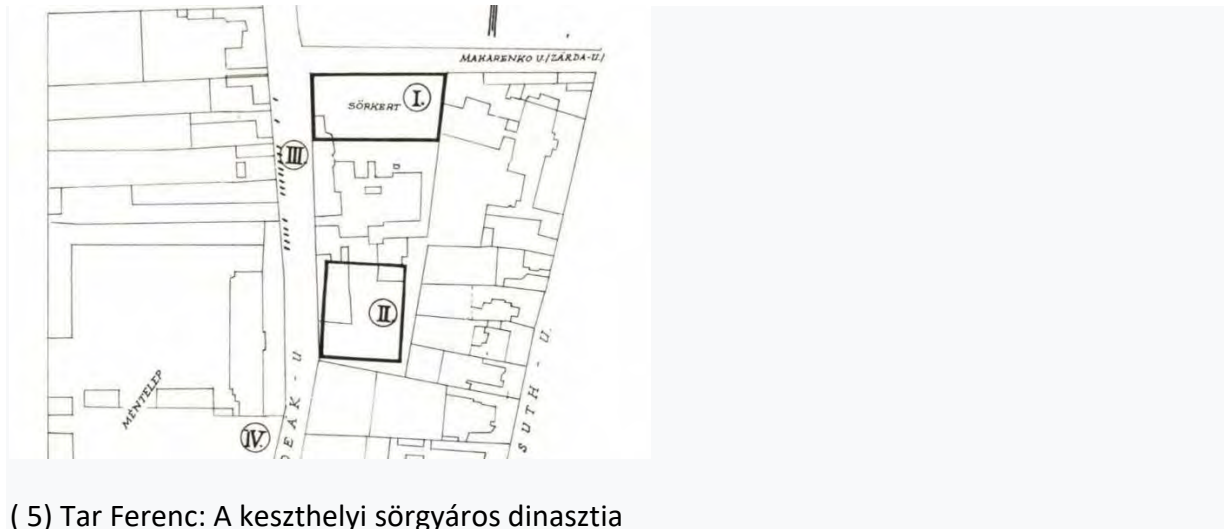 MAKARENKO U./ZÁRDA-U./
SÖRKERT I.
III.
II.
MÉNTELEP
IV.
DEÁK - U
SUTH - U.
( 5) Tar Ferenc: A keszthelyi sörgyáros dinasztia